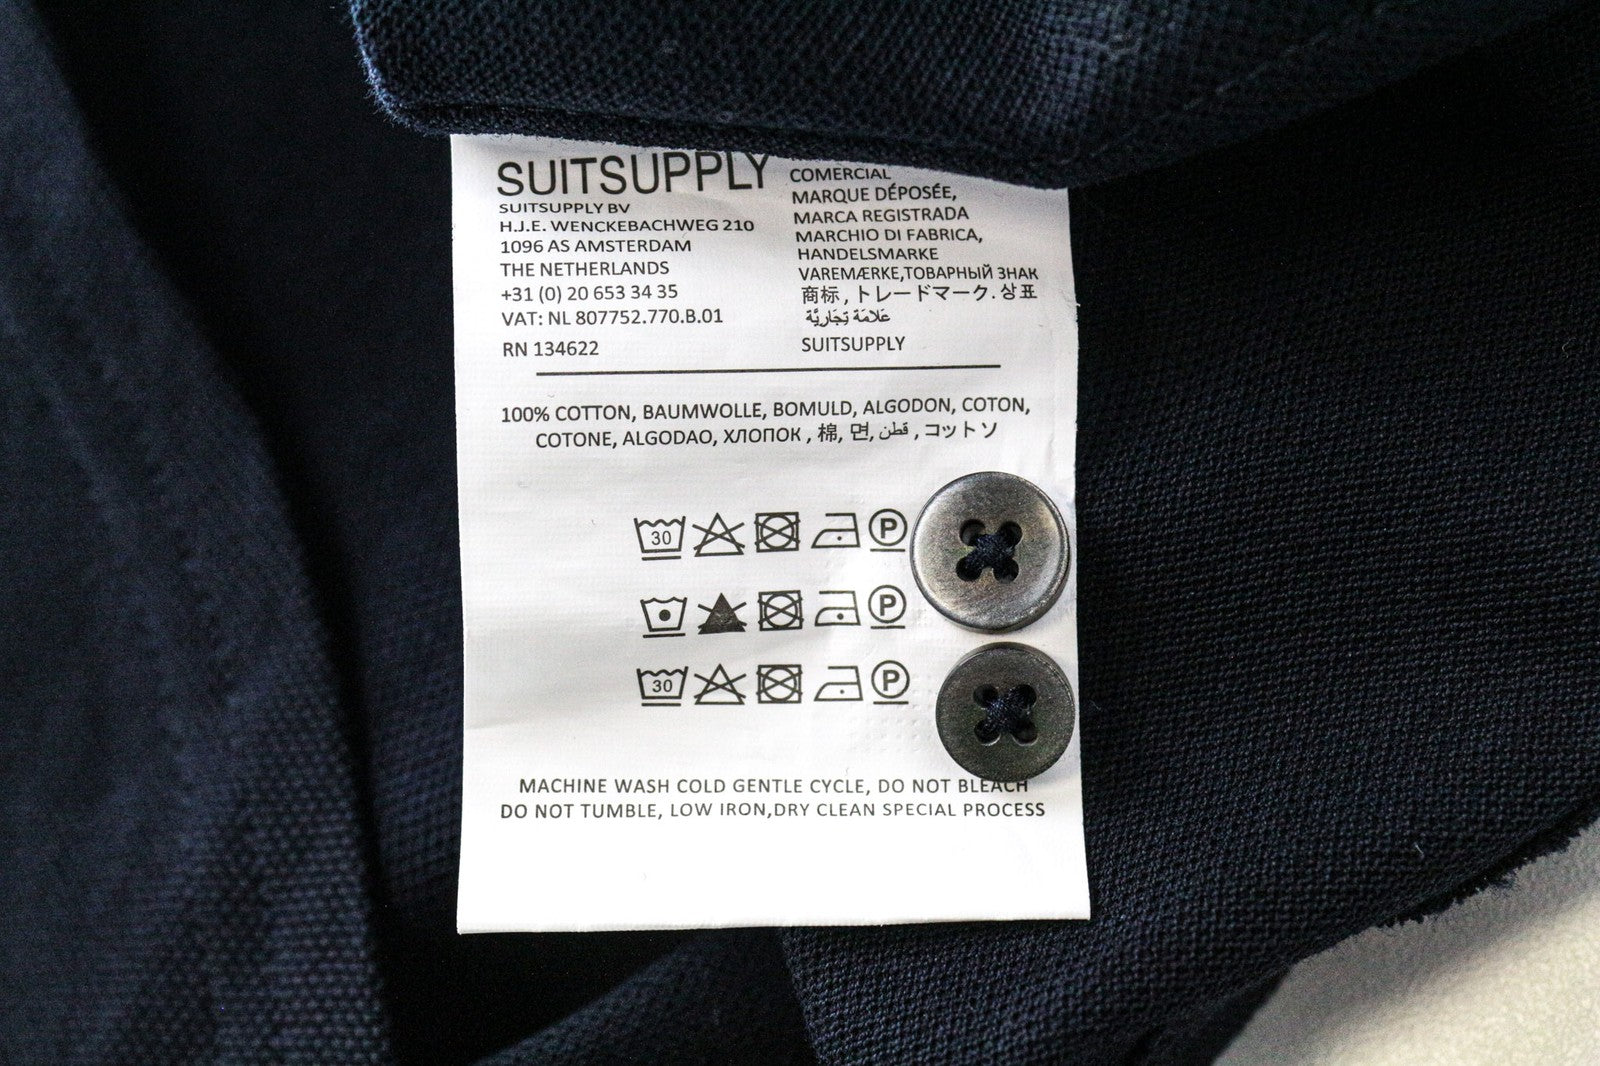 SUITSUPPLY
SUITSUPPLY BV
H.J.E. WENCKEBACHWEG 210
1096 AS AMSTERDAM
THE NETHERLANDS
+31 (0) 20 653 34 35
VAT: NL 807752.770.B.01
RN 134622
COMERCIAL
MARQUE DÉPOSÉE,
MARCA REGISTRADA
MARCHIO DI FABRICA,
HANDELSMARKE
VAREMÆRKE,ТОВАРНЫЙ ЗНАК
商标 , トレードマーク. 상표
عَلامَة تِجَارِيَّة
SUITSUPPLY
100% COTTON, BAUMWOLLE, BOMULD, ALGODON, COTON,
COTONE, ALGODAO, ХЛОПОК , 棉, 면, قطن , コットソ
30 P
P
30 P
MACHINE WASH COLD GENTLE CYCLE, DO NOT BLEACH
DO NOT TUMBLE, LOW IRON,DRY CLEAN SPECIAL PROCESS